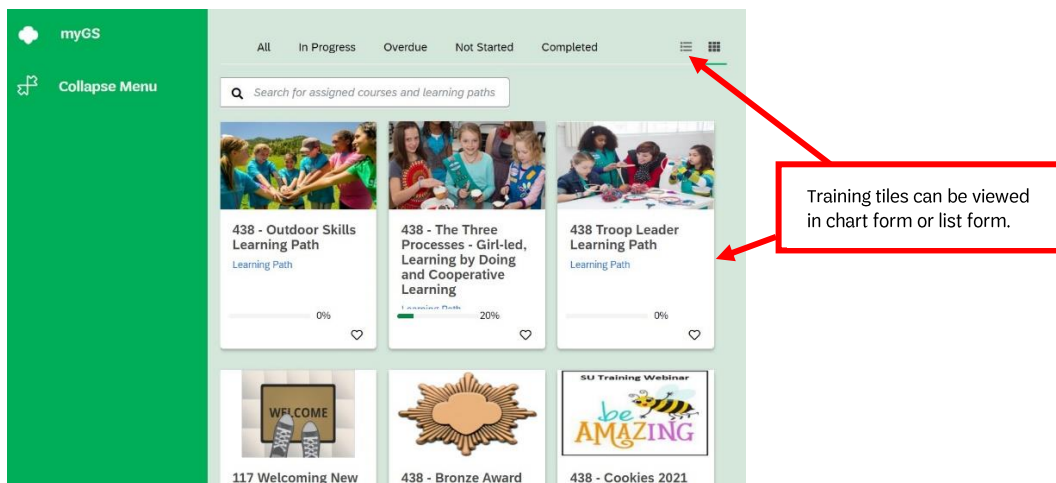 myGS
Collapse Menu
All In Progress Overdue Not Started Completed
Search for assigned courses and learning paths
438 - Outdoor Skills
Learning Path
Learning Path
0%
438 - The Three
Processes - Girl-led,
Learning by Doing
and Cooperative
Learning
Learning Path
20%
438 Troop Leader
Learning Path
Learning Path
0%
Training tiles can be viewed
in chart form or list form.
WELCOME
117 Welcoming New
438 - Bronze Award
SU Training Webinar
be
AMAZING
438 - Cookies 2021